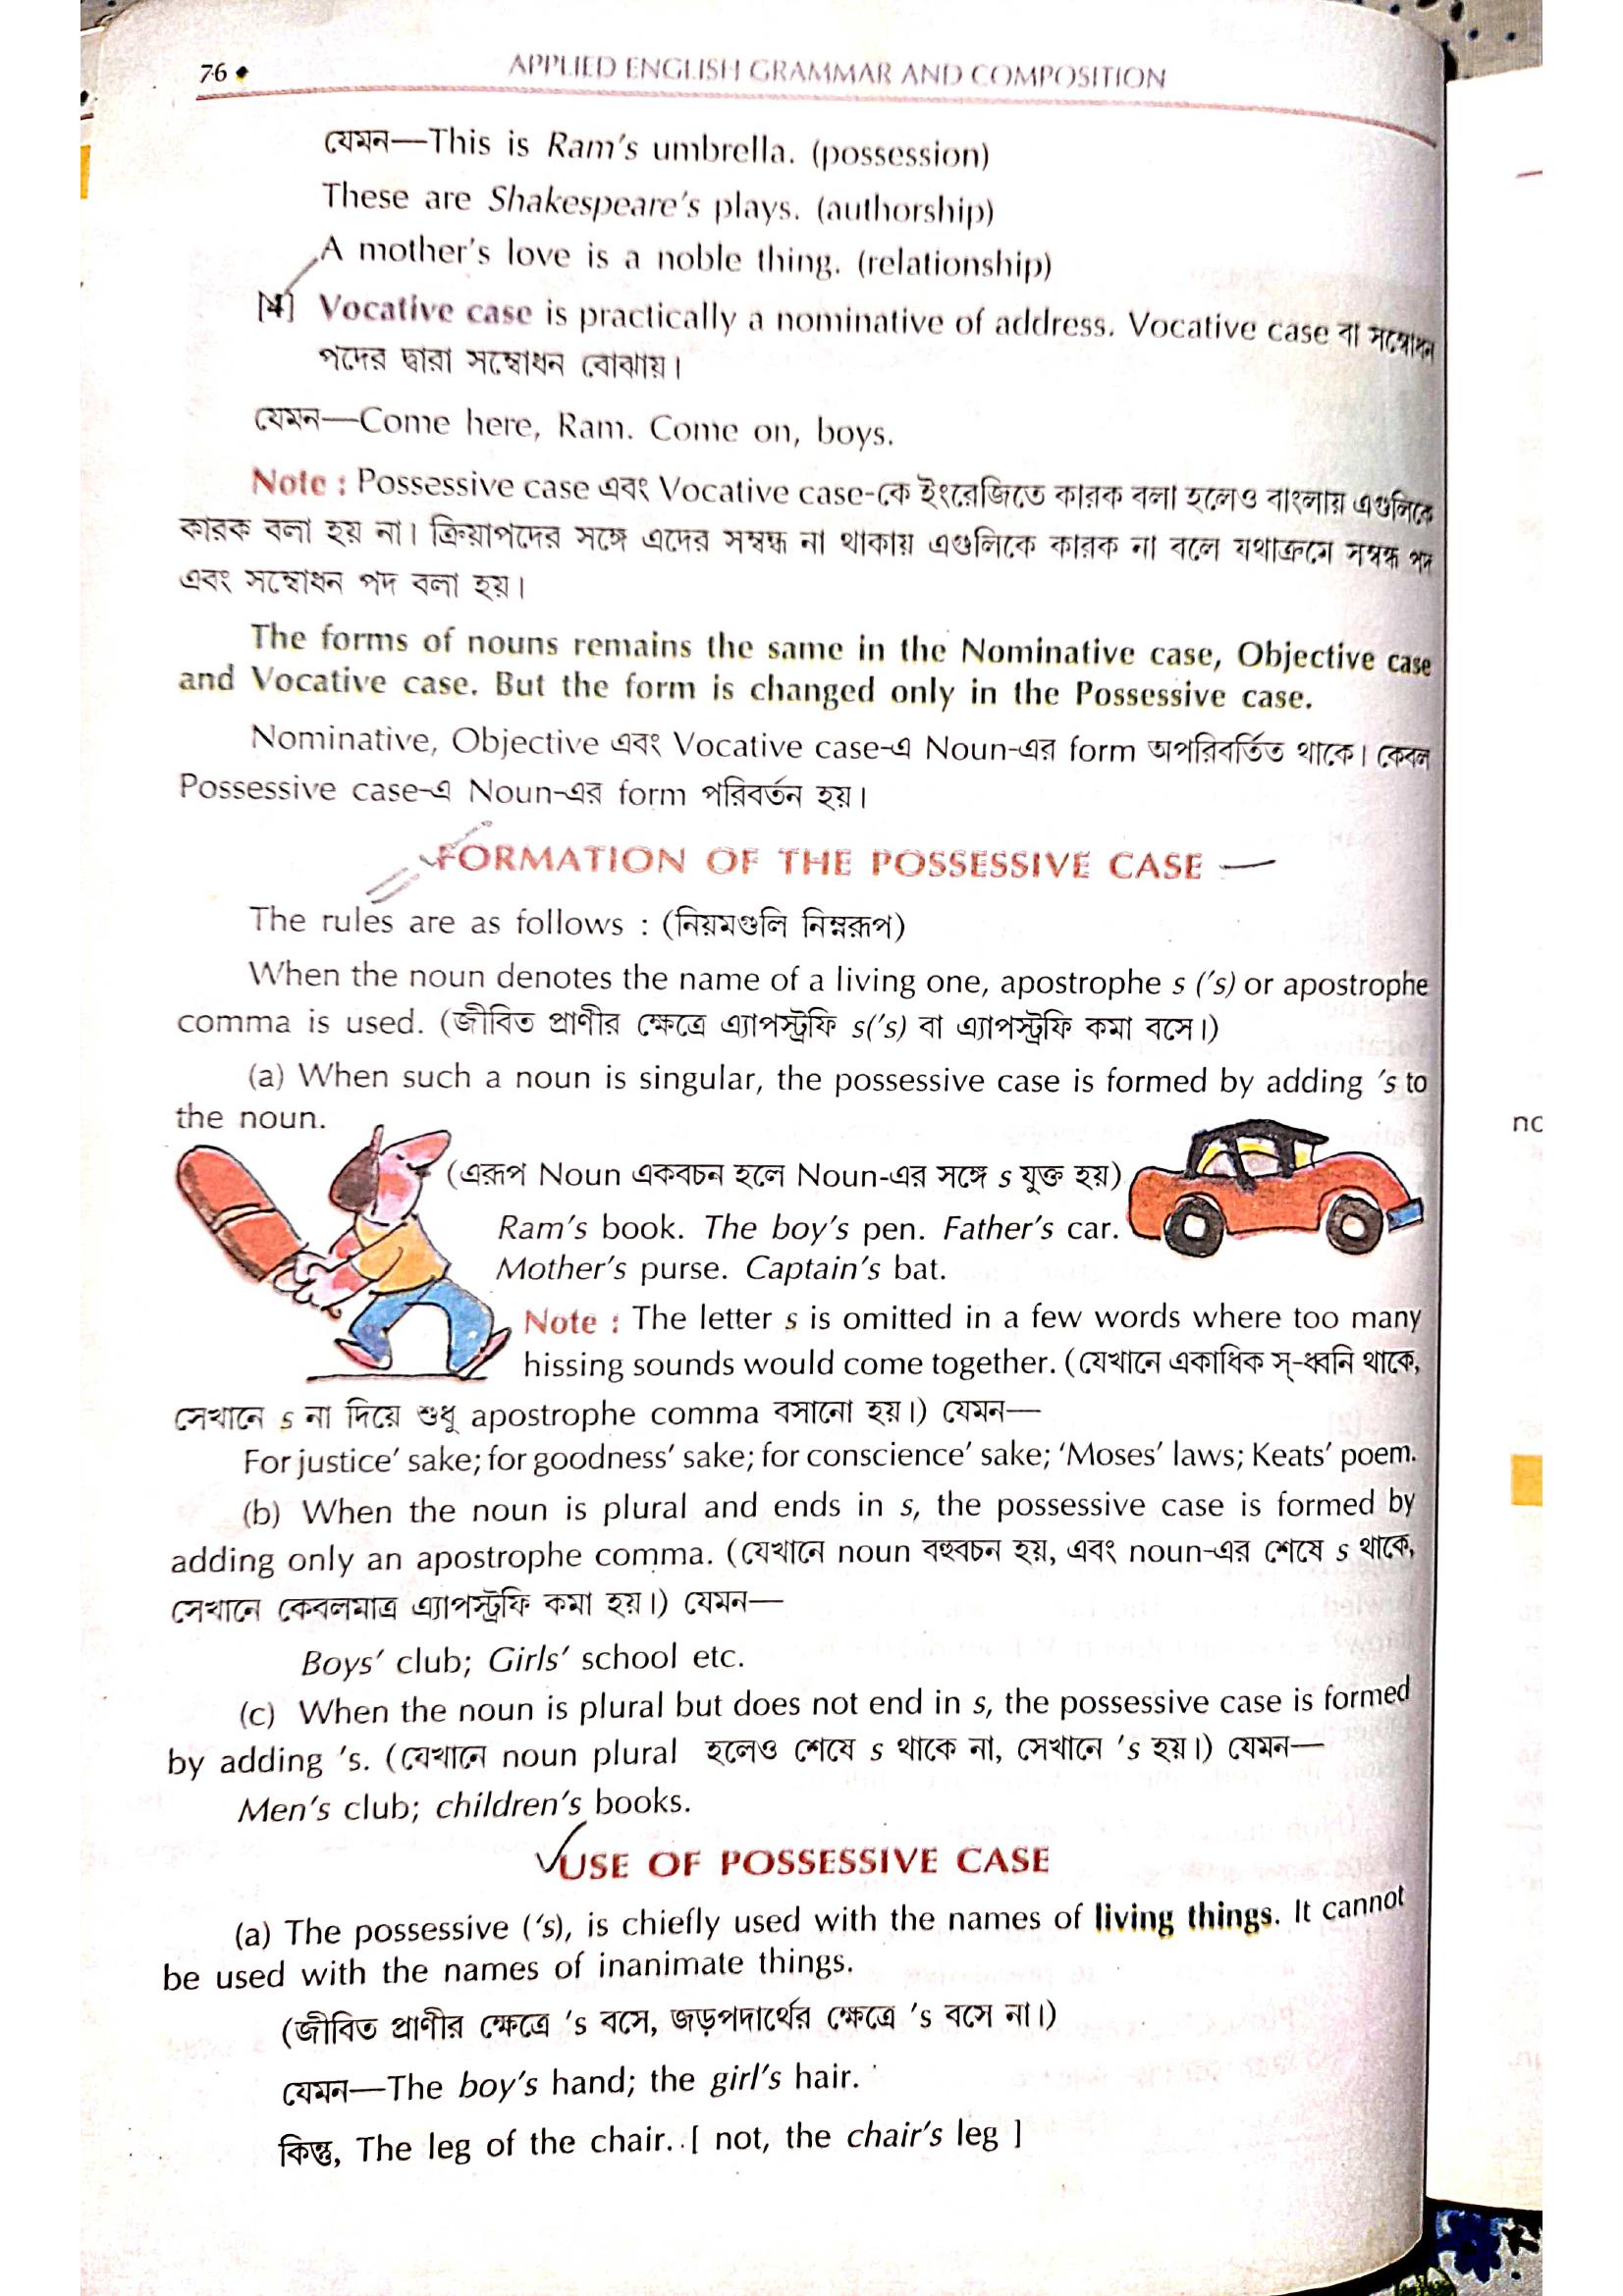 76 ◆ APPLIED ENGLISH GRAMMAR AND COMPOSITION
যেমন—This is Ram's umbrella. (possession)
These are Shakespeare's plays. (authorship)
A mother's love is a noble thing. (relationship)
[4] Vocative case is practically a nominative of address. Vocative case বা সম্বোধন
পদের দ্বারা সম্বোধন বোঝায়।
যেমন—Come here, Ram. Come on, boys.
Note : Possessive case এবং Vocative case-কে ইংরেজিতে কারক বলা হলেও বাংলায় এগুলিকে
কারক বলা হয় না। ক্রিয়াপদের সঙ্গে এদের সম্বন্ধ না থাকায় এগুলিকে কারক না বলে যথাক্রমে সম্বন্ধ পদ
এবং সম্বোধন পদ বলা হয়।
The forms of nouns remains the same in the Nominative case, Objective case
and Vocative case. But the form is changed only in the Possessive case.
Nominative, Objective এবং Vocative case-এ Noun-এর form অপরিবর্তিত থাকে। কেবল
Possessive case-এ Noun-এর form পরিবর্তন হয়।
FORMATION OF THE POSSESSIVE CASE
The rules are as follows : (নিয়মগুলি নিম্নরূপ)
When the noun denotes the name of a living one, apostrophe s ('s) or apostrophe
comma is used. (জীবিত প্রাণীর ক্ষেত্রে এ্যাপস্ট্রফি s('s) বা এ্যাপস্ট্রফি কমা বসে।)
(a) When such a noun is singular, the possessive case is formed by adding 's to
the noun.
(এরূপ Noun একবচন হলে Noun-এর সঙ্গে s যুক্ত হয়)
Ram's book. The boy's pen. Father's car.
Mother's purse. Captain's bat.
Note : The letter s is omitted in a few words where too many
hissing sounds would come together. (যেখানে একাধিক স্-ধ্বনি থাকে,
সেখানে s না দিয়ে শুধু apostrophe comma বসানো হয়।) যেমন—
For justice' sake; for goodness' sake; for conscience' sake; 'Moses' laws; Keats' poem.
(b) When the noun is plural and ends in s, the possessive case is formed by
adding only an apostrophe comma. (যেখানে noun বহুবচন হয়, এবং noun-এর শেষে s থাকে,
সেখানে কেবলমাত্র এ্যাপস্ট্রফি কমা হয়।) যেমন—
Boys' club; Girls' school etc.
(c) When the noun is plural but does not end in s, the possessive case is formed
by adding 's. (যেখানে noun plural হলেও শেষে s থাকে না, সেখানে 's হয়।) যেমন—
Men's club; children's books.
USE OF POSSESSIVE CASE
(a) The possessive ('s), is chiefly used with the names of living things. It cannot
be used with the names of inanimate things.
(জীবিত প্রাণীর ক্ষেত্রে 's বসে, জড়পদার্থের ক্ষেত্রে 's বসে না।)
যেমন—The boy's hand; the girl's hair.
কিন্তু, The leg of the chair. [ not, the chair's leg ]